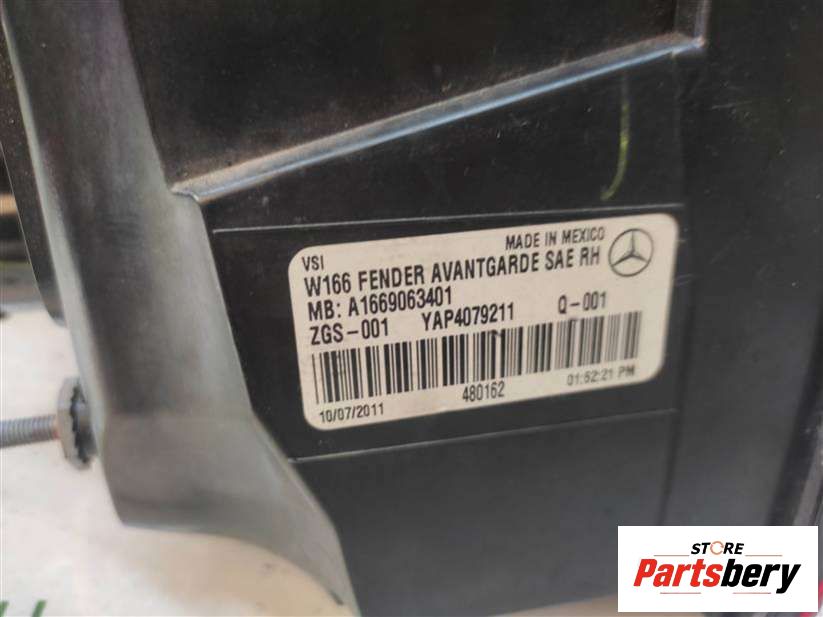 VSI MADE IN MEXICO
W166 FENDER AVANTGARDE SAE RH
MB: A1669063401
ZGS-001 YAP4079211 Q-001
10/07/2011 480162 01:52:21 PM
STORE
Partsbery